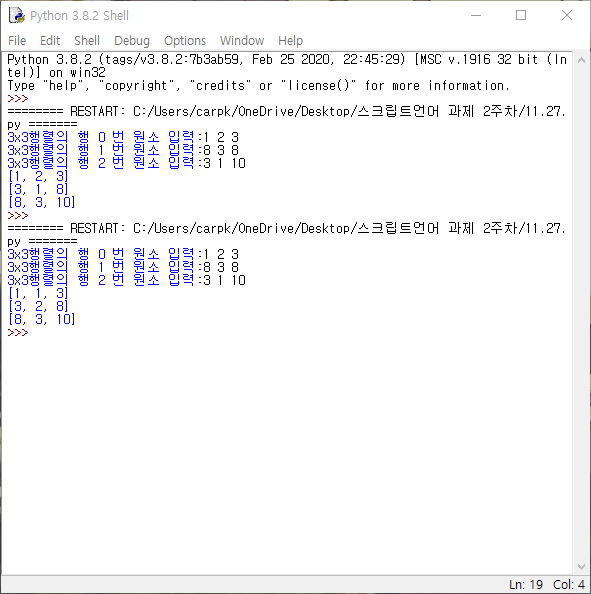 Python 3.8.2 Shell
File Edit Shell Debug Options Window Help
Python 3.8.2 (tags/v3.8.2:7b3ab59, Feb 25 2020, 22:45:29) [MSC v.1916 32 bit (In
tel)] on win32
Type "help", "copyright", "credits" or "license()" for more information.
>>>
======== RESTART: C:/Users/carpk/OneDrive/Desktop/스크립트언어 과제 2주차/11.27.
py =======
3x3행렬의 행 0 번 원소 입력:1 2 3
3x3행렬의 행 1 번 원소 입력:8 3 8
3x3행렬의 행 2 번 원소 입력:3 1 10
[1, 2, 3]
[3, 1, 8]
[8, 3, 10]
>>>
======== RESTART: C:/Users/carpk/OneDrive/Desktop/스크립트언어 과제 2주차/11.27.
py =======
3x3행렬의 행 0 번 원소 입력:1 2 3
3x3행렬의 행 1 번 원소 입력:8 3 8
3x3행렬의 행 2 번 원소 입력:3 1 10
[1, 1, 3]
[3, 2, 8]
[8, 3, 10]
>>>
Ln: 19 Col: 4